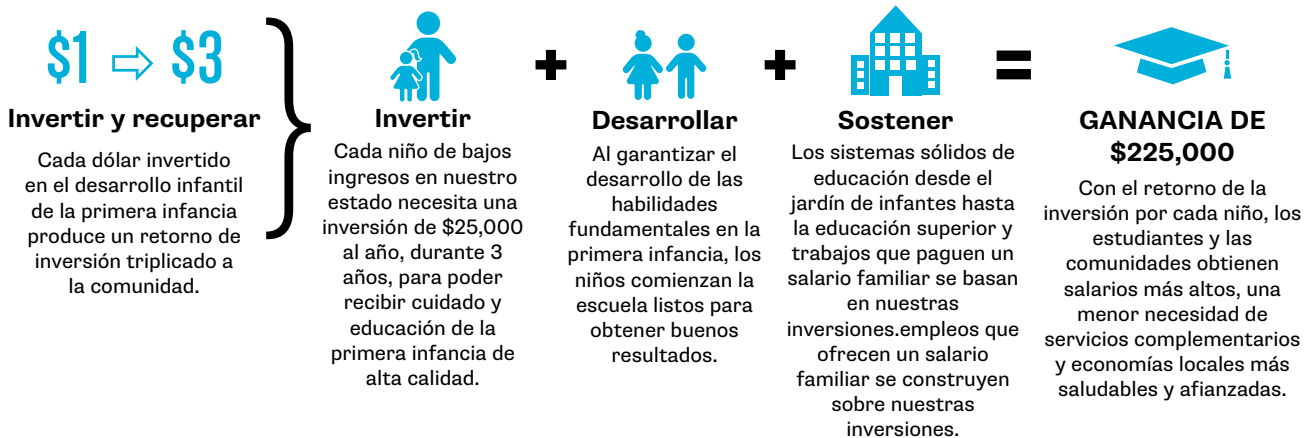 $1 ⇨ $3
Invertir y recuperar
Cada dólar invertido
en el desarrollo infantil
de la primera infancia
produce un retorno de
inversión triplicado a
la comunidad.
Invertir
Cada niño de bajos
ingresos en nuestro
estado necesita una
inversión de $25,000
al año, durante 3
años, para poder
recibir cuidado y
educación de la
primera infancia de
alta calidad.
+
Desarrollar
Al garantizar el
desarrollo de las
habilidades
fundamentales en la
primera infancia, los
niños comienzan la
escuela listos para
obtener buenos
resultados.
+
Sostener
Los sistemas sólidos de
educación desde el
jardín de infantes hasta
la educación superior y
trabajos que paguen un
salario familiar se basan
en nuestras
inversiones.empleos que
ofrecen un salario
familiar se construyen
sobre nuestras
inversiones.
=
GANANCIA DE
$225,000
Con el retorno de la
inversión por cada niño, los
estudiantes y las
comunidades obtienen
salarios más altos, una
menor necesidad de
servicios complementarios
y economías locales más
saludables y afianzadas.